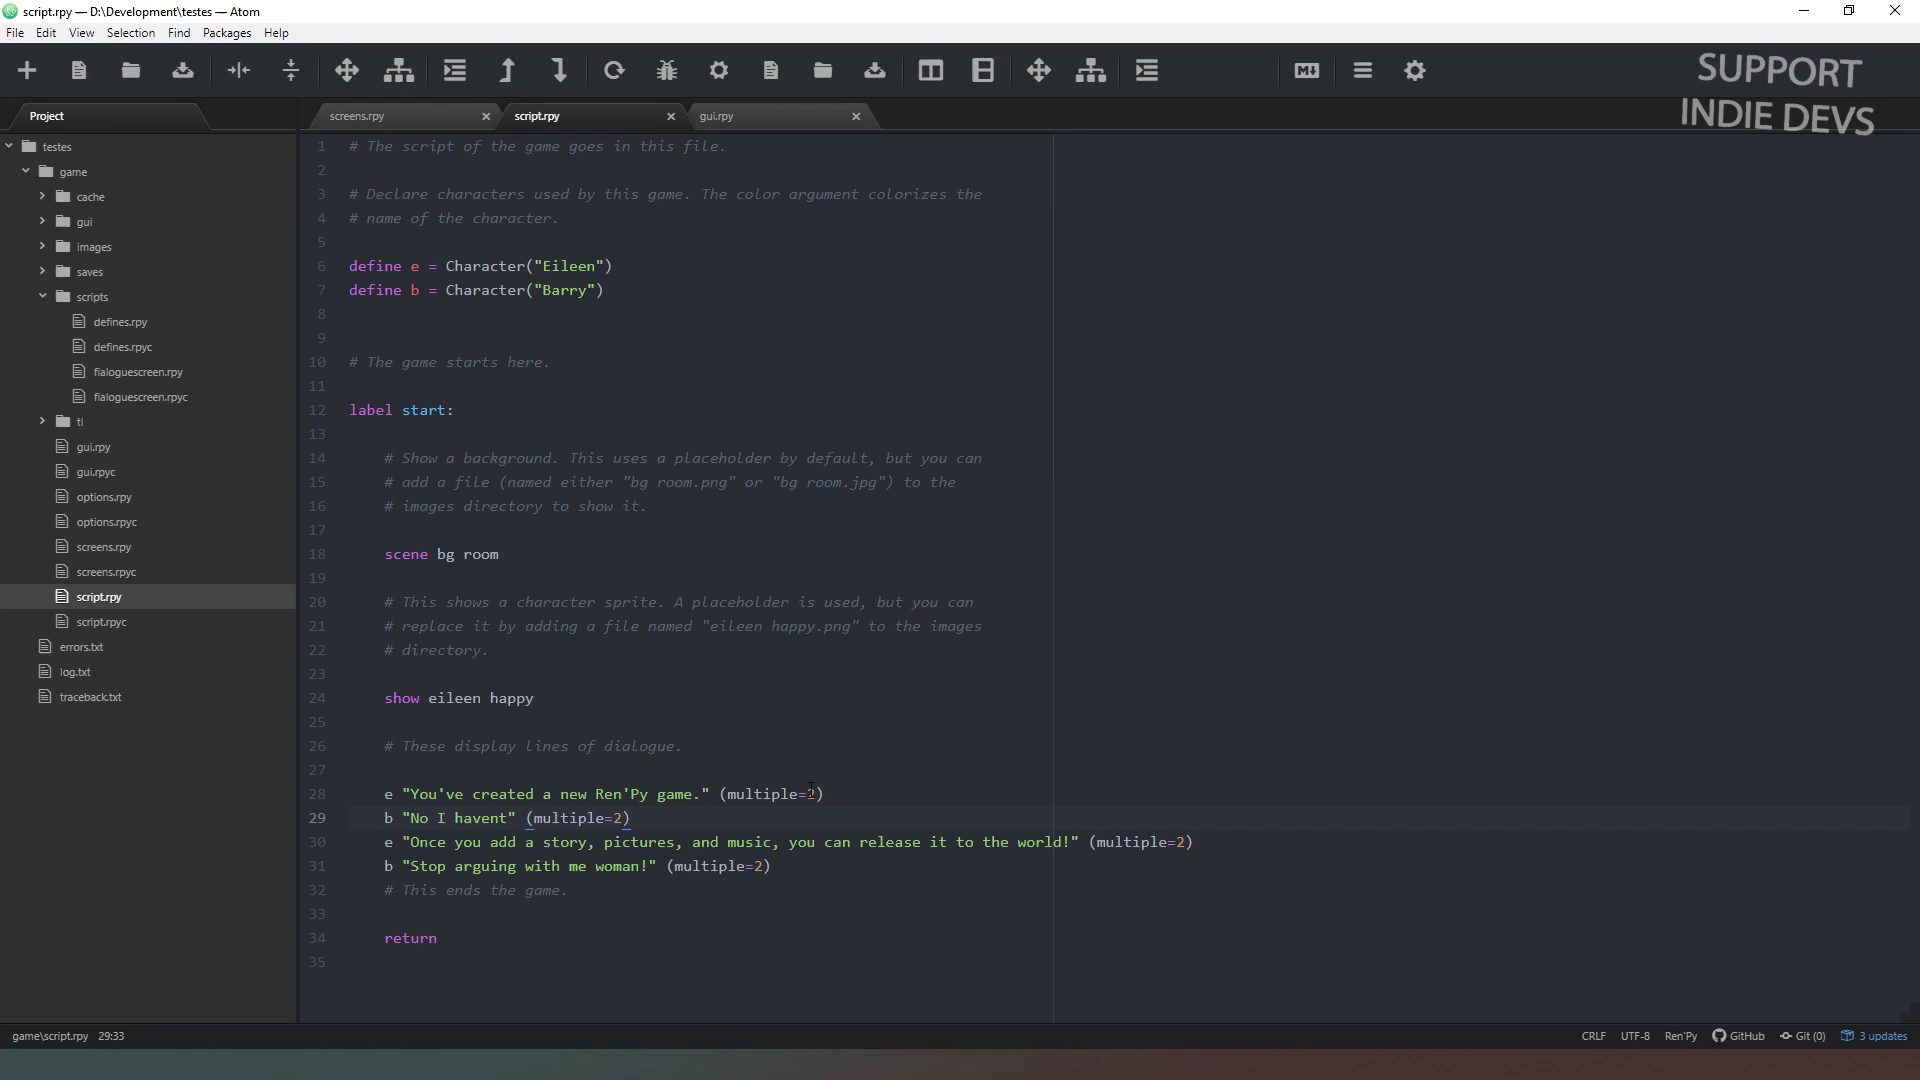 script.rpy — D:\Development\testes — Atom
File Edit View Selection Find Packages Help
SUPPORT
INDIE DEVS
Project
screens.rpy
script.rpy
gui.rpy
testes
game
cache
gui
images
saves
scripts
defines.rpy
defines.rpyc
fialoguescreen.rpy
fialoguescreen.rpyc
tl
gui.rpy
gui.rpyc
options.rpy
options.rpyc
screens.rpy
screens.rpyc
script.rpy
script.rpyc
errors.txt
log.txt
traceback.txt
1 # The script of the game goes in this file.
2
3 # Declare characters used by this game. The color argument colorizes the
4 # name of the character.
5
6 define e = Character("Eileen")
7 define b = Character("Barry")
8
9
10 # The game starts here.
11
12 label start:
13
14 # Show a background. This uses a placeholder by default, but you can
15 # add a file (named either "bg room.png" or "bg room.jpg") to the
16 # images directory to show it.
17
18 scene bg room
19
20 # This shows a character sprite. A placeholder is used, but you can
21 # replace it by adding a file named "eileen happy.png" to the images
22 # directory.
23
24 show eileen happy
25
26 # These display lines of dialogue.
27
28 e "You've created a new Ren'Py game." (multiple=2)
29 b "No I havent" (multiple=2)
30 e "Once you add a story, pictures, and music, you can release it to the world!" (multiple=2)
31 b "Stop arguing with me woman!" (multiple=2)
32 # This ends the game.
33
34 return
35
game\script.rpy 29:33
CRLF UTF-8 Ren'Py GitHub Git (0) 3 updates